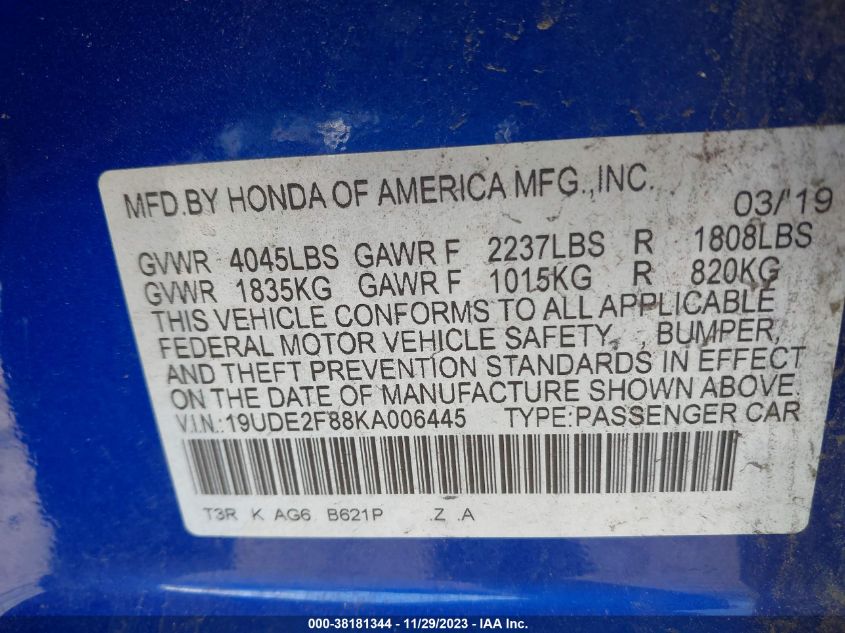 MFD.BY HONDA OF AMERICA MFG.,INC.
03/'19
GVWR 4045LBS GAWR F 2237LBS R 1808LBS
GVWR 1835KG GAWR F 1015KG R 820KG
THIS VEHICLE CONFORMS TO ALL APPLICABLE
FEDERAL MOTOR VEHICLE SAFETY, , BUMPER,
AND THEFT PREVENTION STANDARDS IN EFFECT
ON THE DATE OF MANUFACTURE SHOWN ABOVE.
V.I.N.:19UDE2F88KA006445 TYPE:PASSENGER CAR
T3R K AG6 B621P .Z .A
000-38181344 - 11/29/2023 - IAA Inc.